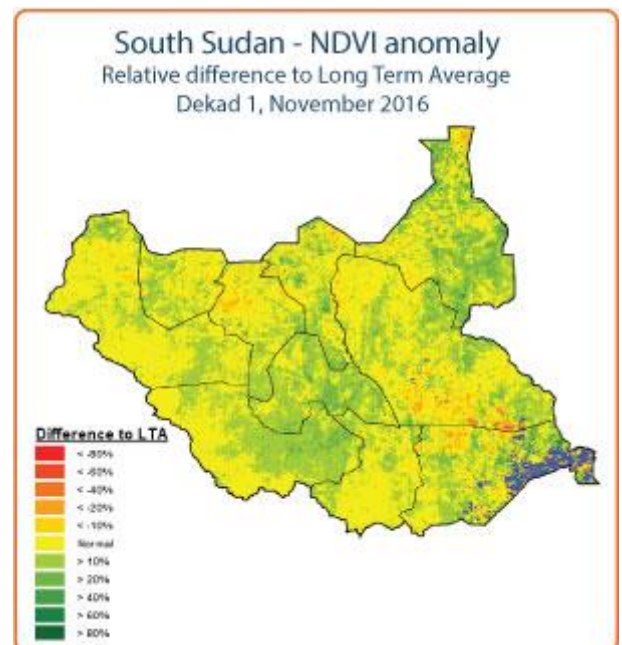 South Sudan - NDVI anomaly
Relative difference to Long Term Average
Dekad 1, November 2016
Difference to LTA
< -80%
< -60%
< -40%
< -20%
< -10%
Normal
> 10%
> 20%
> 40%
> 60%
> 80%